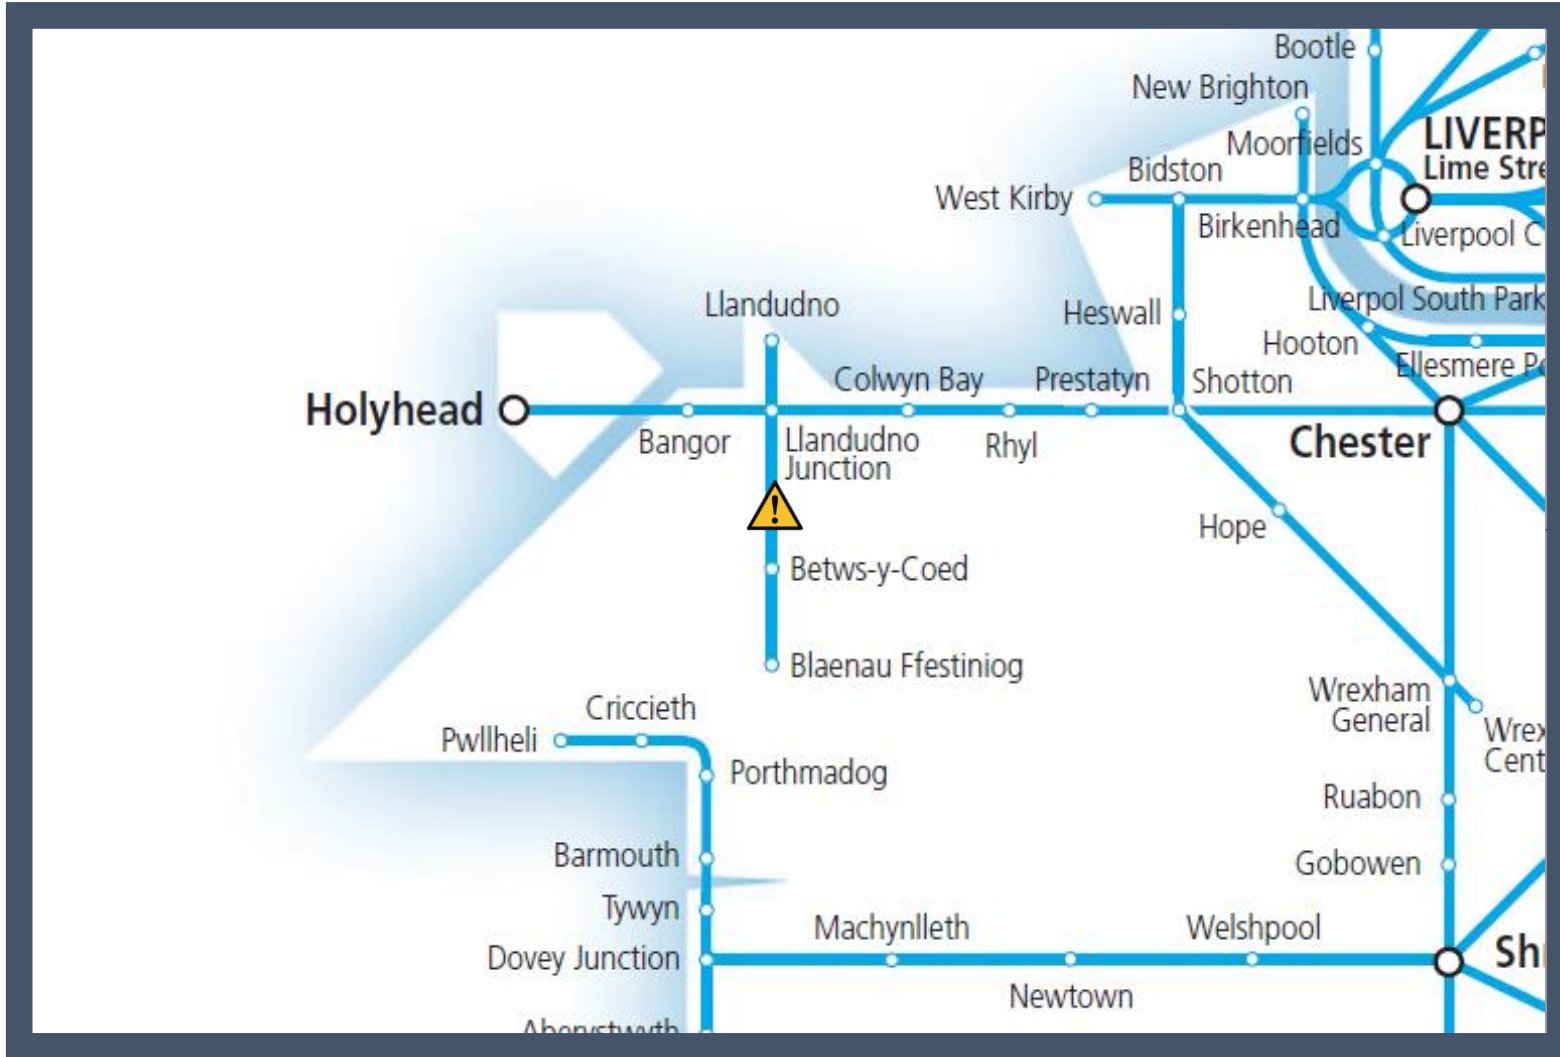 Bootle
New Brighton
Moorfields
LIVERP
Lime Stre
Bidston
West Kirby
Birkenhead
Liverpool C
Llandudno
Heswall
Liverpol South Park
Hooton
Ellesmere Po
Colwyn Bay
Prestatyn
Shotton
Holyhead
Bangor
Llandudno
Junction
Rhyl
Chester
!
Hope
Betws-y-Coed
Blaenau Ffestiniog
Wrexham
General
Criccieth
Pwllheli
Wrex
Cent
Porthmadog
Ruabon
Barmouth
Gobowen
Tywyn
Machynlleth
Welshpool
Dovey Junction
Sh
Newtown
Aberystwyth